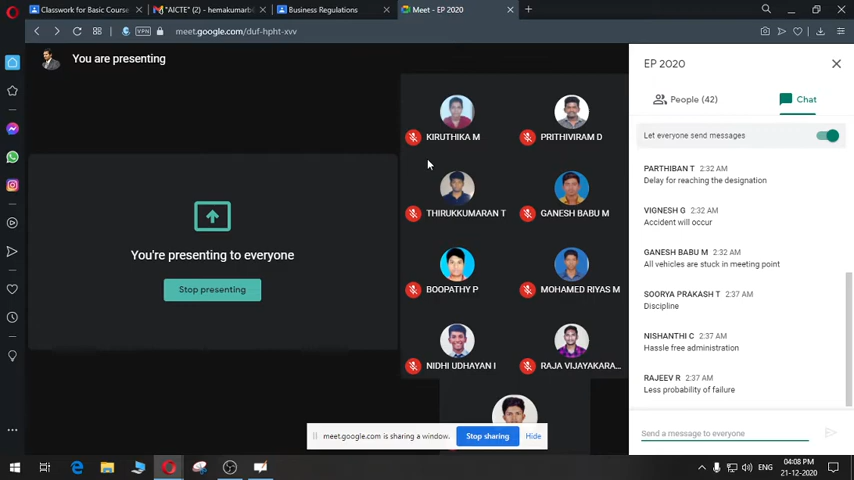 Classwork for Basic Course
"AICTE" (2) - hemakumarb
Business Regulations
Meet - EP 2020
VPN
meet.google.com/duf-hpht-xvv
You are presenting
EP 2020
People (42)
Chat
Let everyone send messages
KIRUTHIKA M
PRITHIVIRAM D
THIRUKKUMARAN T
GANESH BABU M
BOOPATHY P
MOHAMED RIYAS M
NIDHI UDHAYAN I
RAJA VIJAYAKARA...
You're presenting to everyone
Stop presenting
PARTHIBAN T 2:32 AM
Delay for reaching the designation
VIGNESH G 2:32 AM
Accident will occur
GANESH BABU M 2:32 AM
All vehicles are stuck in meeting point
SOORYA PRAKASH T 2:37 AM
Discipline
NISHANTHI C 2:37 AM
Hassle free administration
RAJEEV R 2:37 AM
Less probability of failure
Send a message to everyone
meet.google.com is sharing a window.
Stop sharing
Hide
ENG
04:08 PM
21-12-2020